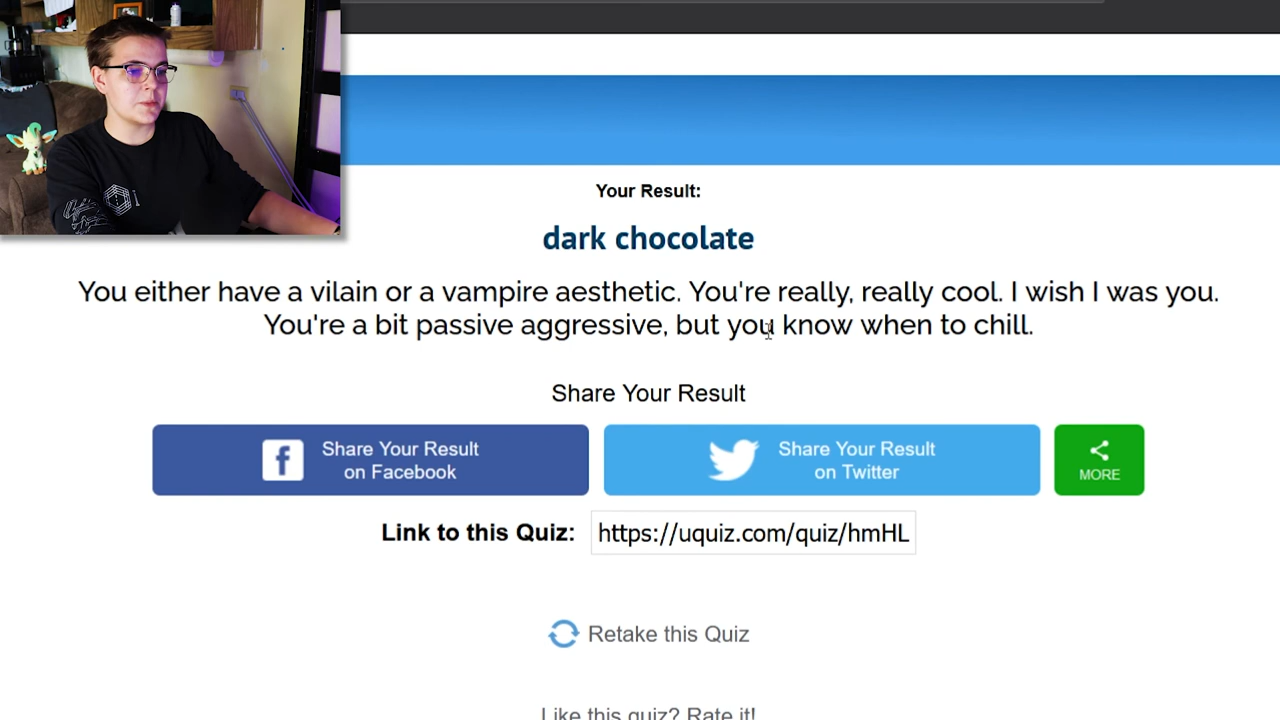 Your Result:
dark chocolate
You either have a vilain or a vampire aesthetic. You're really, really cool. I wish I was you.
You're a bit passive aggressive, but you know when to chill.
Share Your Result
Share Your Result
on Facebook
Share Your Result
on Twitter
MORE
Link to this Quiz: https://uquiz.com/quiz/hmHL
Retake this Quiz
Like this quiz? Rate it!